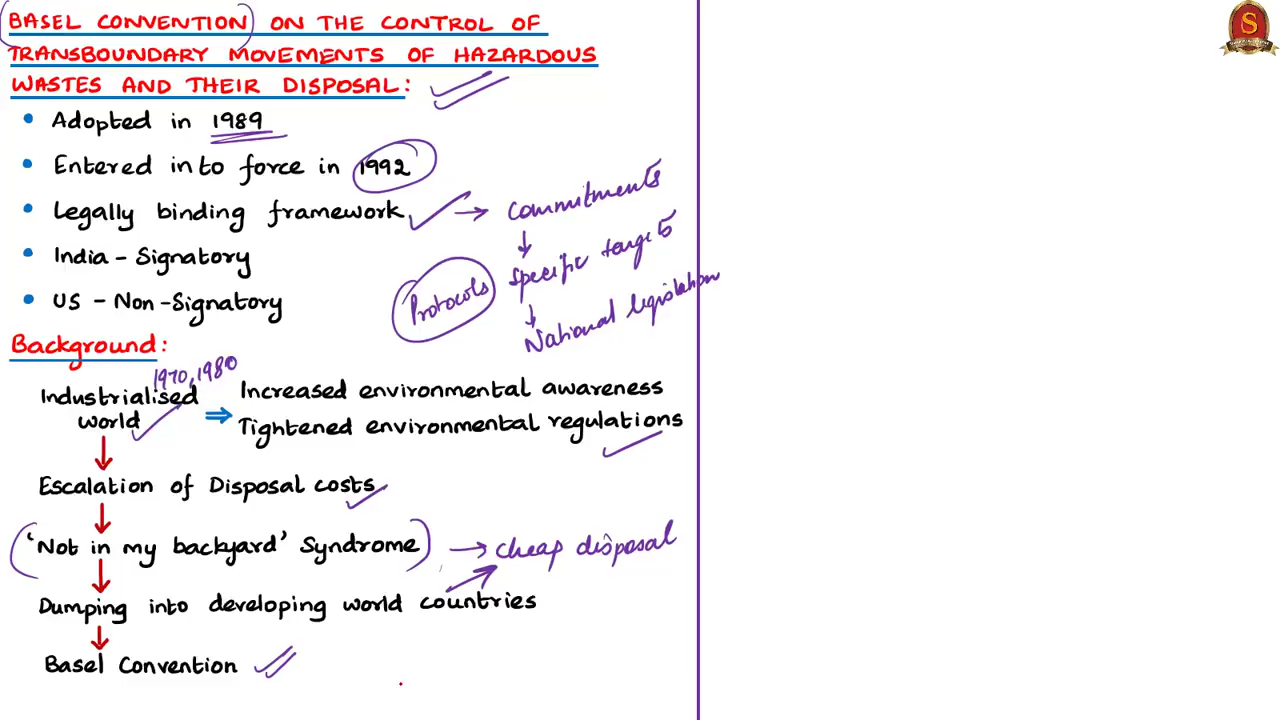 BASEL CONVENTION ON THE CONTROL OF
TRANSBOUNDARY MOVEMENTS OF HAZARDOUS
WASTES AND THEIR DISPOSAL:
• Adopted in 1989
• Entered in to force in 1992
• Legally binding framework → Commitments
↓
• India - Signatory
Protocols Specific targets
• US - Non-Signatory
↓
National legislation
Background:
1970, 1980
Industrialised world ⇒ Increased environmental awareness
Tightened environmental regulations
↓
Escalation of Disposal costs
↓
'Not in my backyard' Syndrome → cheap disposal
↓
Dumping into developing world countries
↓
Basel Convention
S